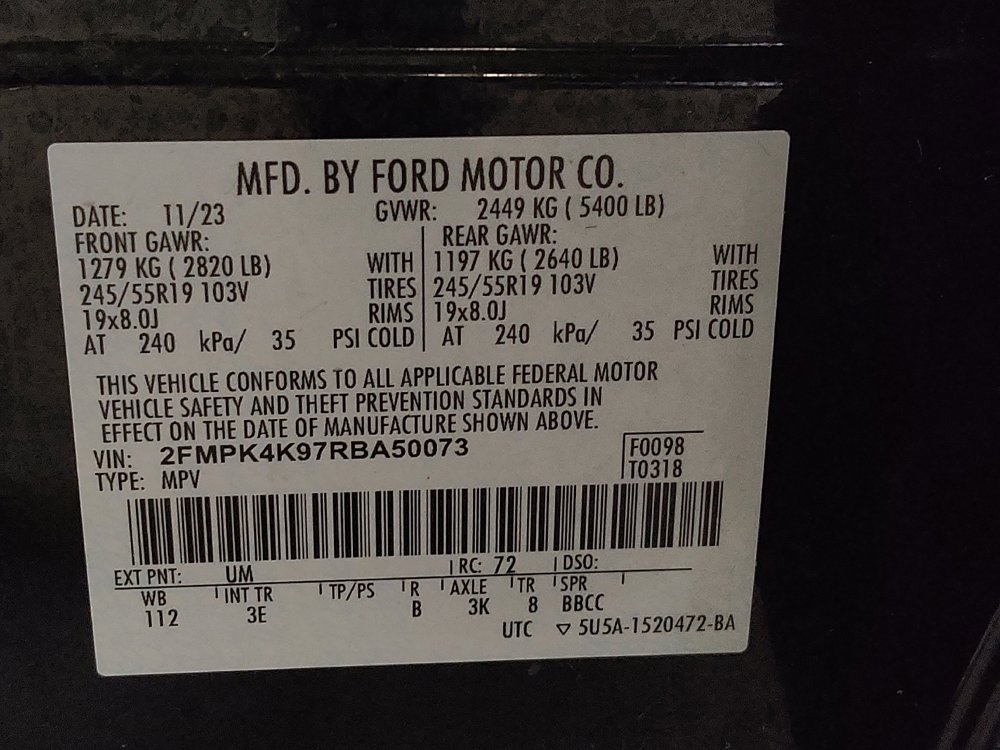 MFD. BY FORD MOTOR CO.
DATE: 11/23 GVWR: 2449 KG ( 5400 LB)
FRONT GAWR: REAR GAWR:
1279 KG ( 2820 LB) WITH 1197 KG ( 2640 LB) WITH
245/55R19 103V TIRES 245/55R19 103V TIRES
19x8.0J RIMS 19x8.0J RIMS
AT 240 kPa/ 35 PSI COLD AT 240 kPa/ 35 PSI COLD
THIS VEHICLE CONFORMS TO ALL APPLICABLE FEDERAL MOTOR
VEHICLE SAFETY AND THEFT PREVENTION STANDARDS IN
EFFECT ON THE DATE OF MANUFACTURE SHOWN ABOVE.
VIN: 2FMPK4K97RBA50073 F0098
TYPE: MPV T0318
EXT PNT: UM RC: 72 DSO:
WB INT TR TP/PS R AXLE TR SPR
112 3E B 3K 8 BBCC
UTC ▽ 5U5A-1520472-BA